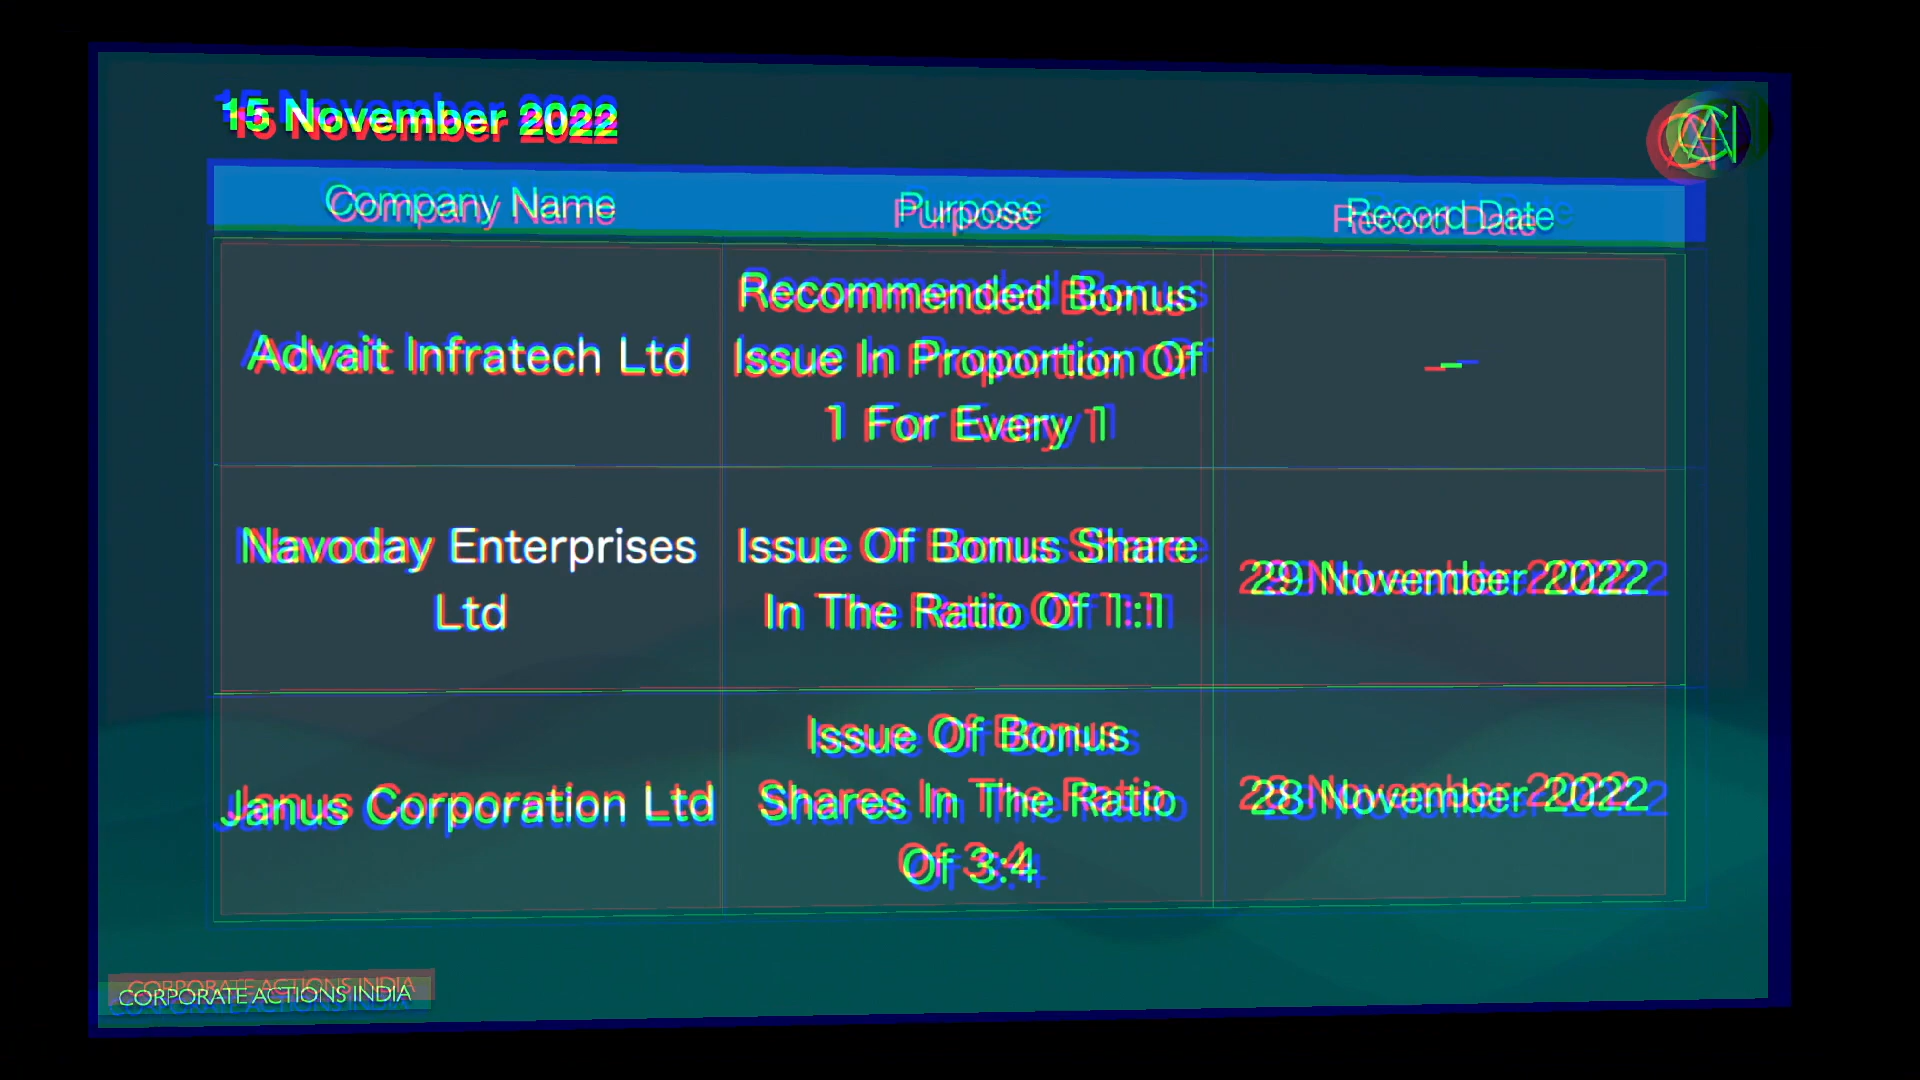 15 November 2022
Company Name
Purpose
Record Date
Advait Infratech Ltd
Recommended Bonus
Issue In Proportion Of
1 For Every 1
–
Navoday Enterprises
Ltd
Issue Of Bonus Share
In The Ratio Of 1:1
29 November 2022
Janus Corporation Ltd
Issue Of Bonus
Shares In The Ratio
Of 3:4
28 November 2022
CORPORATE ACTIONS INDIA